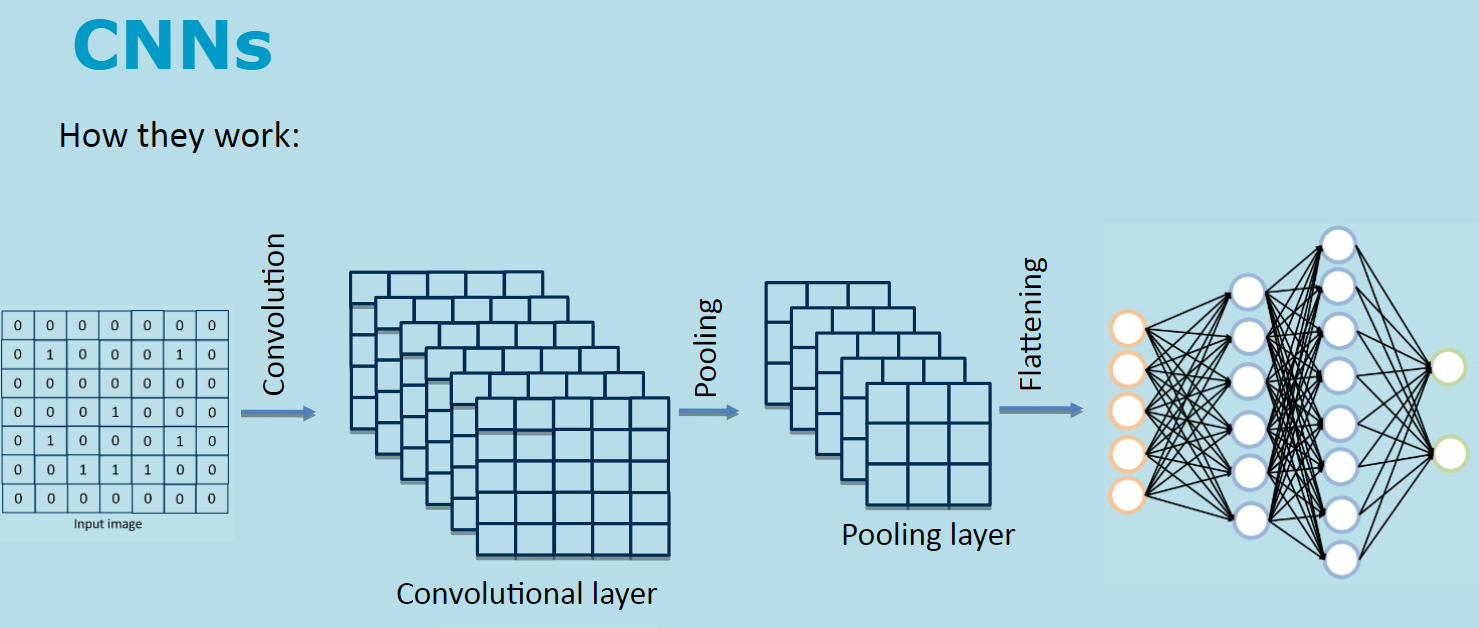 CNNs
How they work:
0 0 0 0 0 0 0
0 1 0 0 0 1 0
0 0 0 0 0 0 0
0 0 0 1 0 0 0
0 1 0 0 0 1 0
0 0 1 1 1 0 0
0 0 0 0 0 0 0
Input image
Convolution
Convolutional layer
Pooling
Pooling layer
Flattening